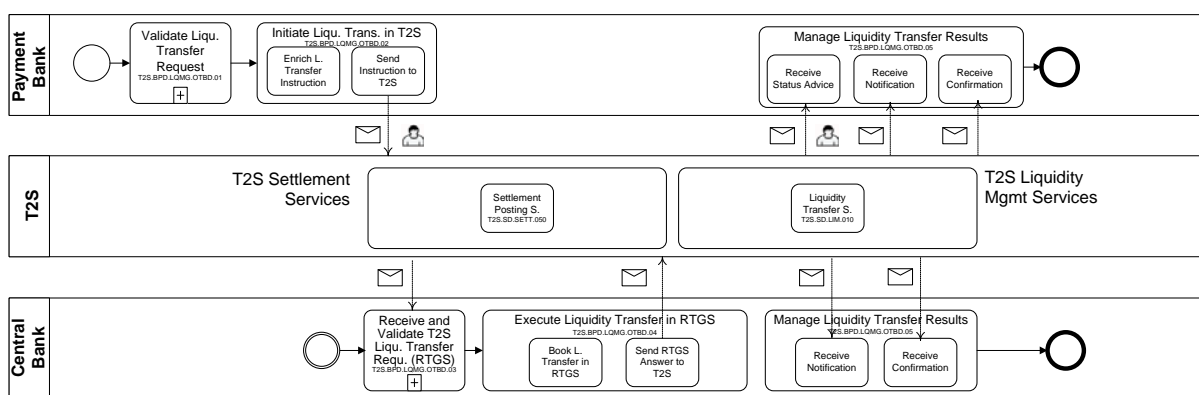 Payment
Bank
Validate Liqu.
Transfer
Request
T2S.BPD.LQMG.OTBD.01
Initiate Liqu. Trans. in T2S
T2S.BPD.LQMG.OTBD.02
Enrich L.
Transfer
Instruction
Send
Instruction to
T2S
Manage Liquidity Transfer Results
T2S.BPD.LQMG.OTBD.05
Receive
Status Advice
Receive
Notification
Receive
Confirmation
T2S
T2S Settlement
Services
Settlement
Posting S.
T2S.SD.SETT.050
Liquidity
Transfer S.
T2S.SD.LIM.010
T2S Liquidity
Mgmt Services
Central
Bank
Receive and
Validate T2S
Liqu. Transfer
Requ. (RTGS)
T2S.BPD.LQMG.OTBD.03
Execute Liquidity Transfer in RTGS
T2S.BPD.LQMG.OTBD.04
Book L.
Transfer in
RTGS
Send RTGS
Answer to
T2S
Manage Liquidity Transfer Results
T2S.BPD.LQMG.OTBD.05
Receive
Notification
Receive
Confirmation